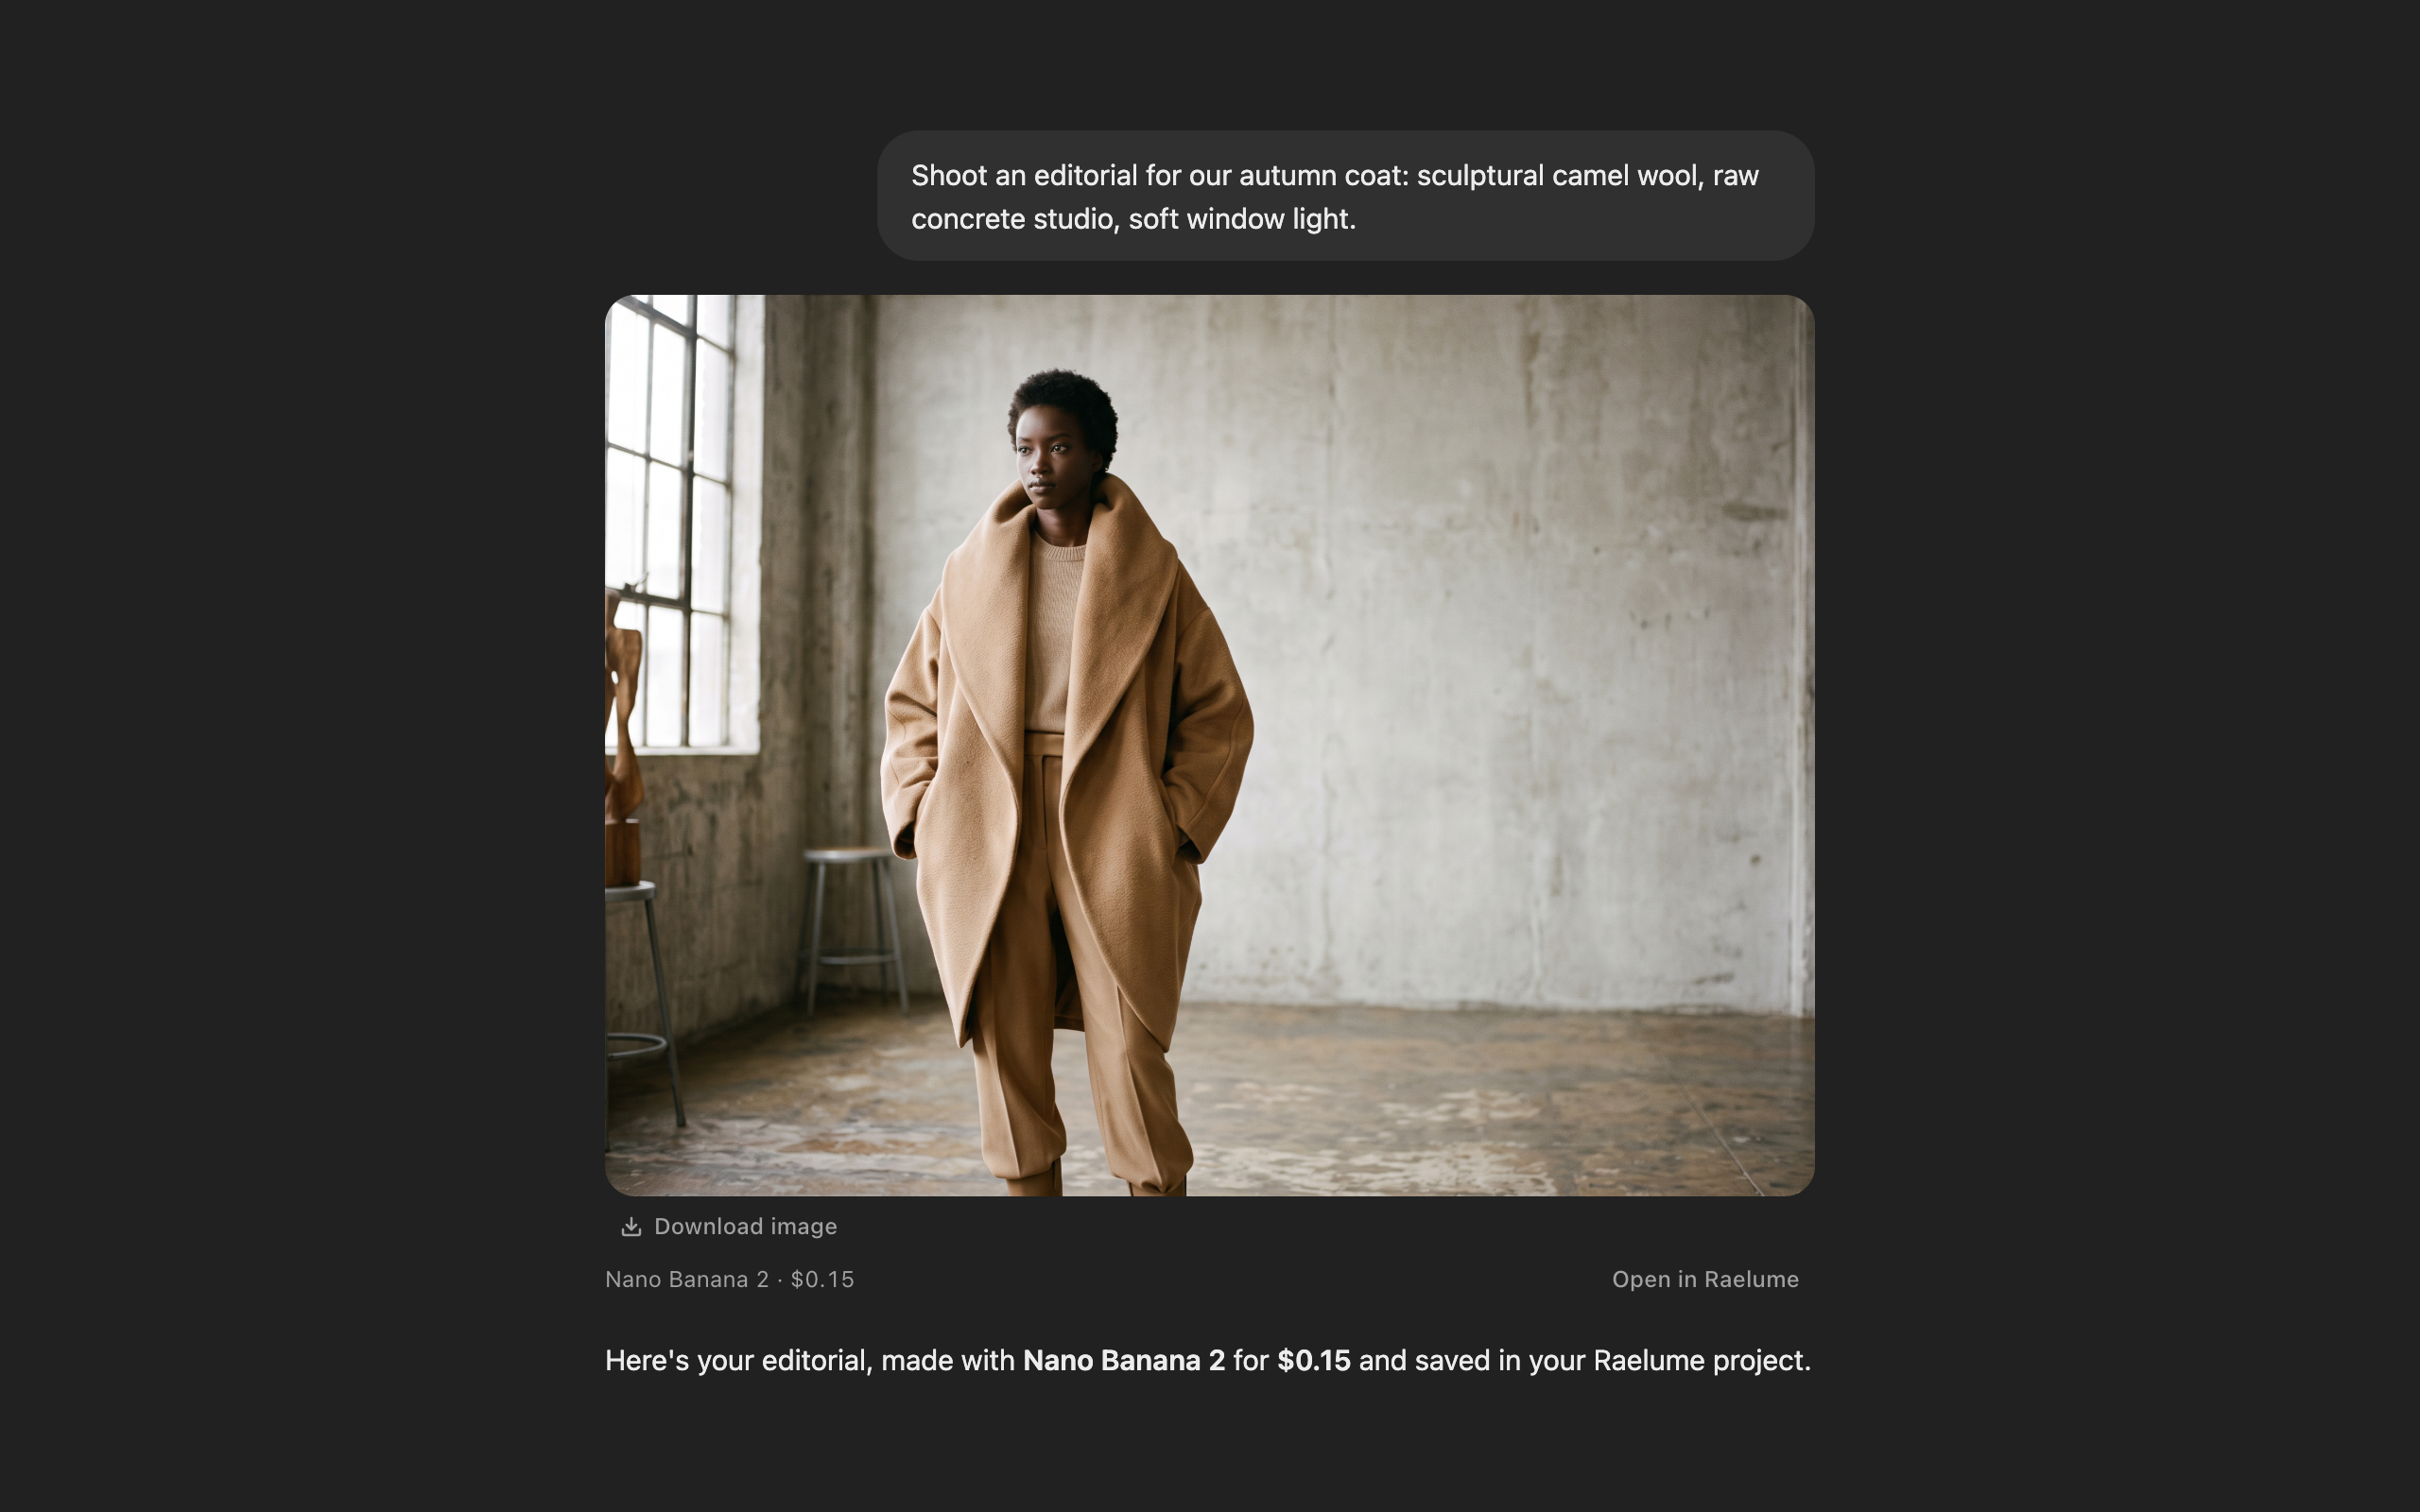 Shoot an editorial for our autumn coat: sculptural camel wool, raw
concrete studio, soft window light.
Download image
Nano Banana 2 · $0.15
Open in Raelume
Here's your editorial, made with Nano Banana 2 for $0.15 and saved in your Raelume project.